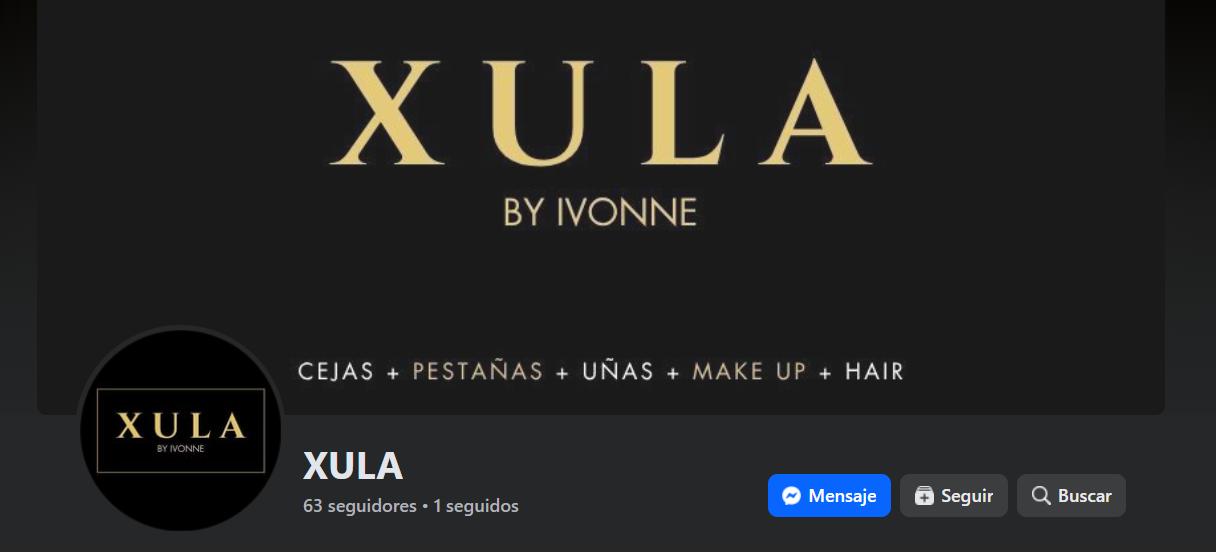 XULA
BY IVONNE
CEJAS + PESTAÑAS + UÑAS + MAKE UP + HAIR
XULA
BY IVONNE
XULA
63 seguidores • 1 seguidos
Mensaje
Seguir
Buscar